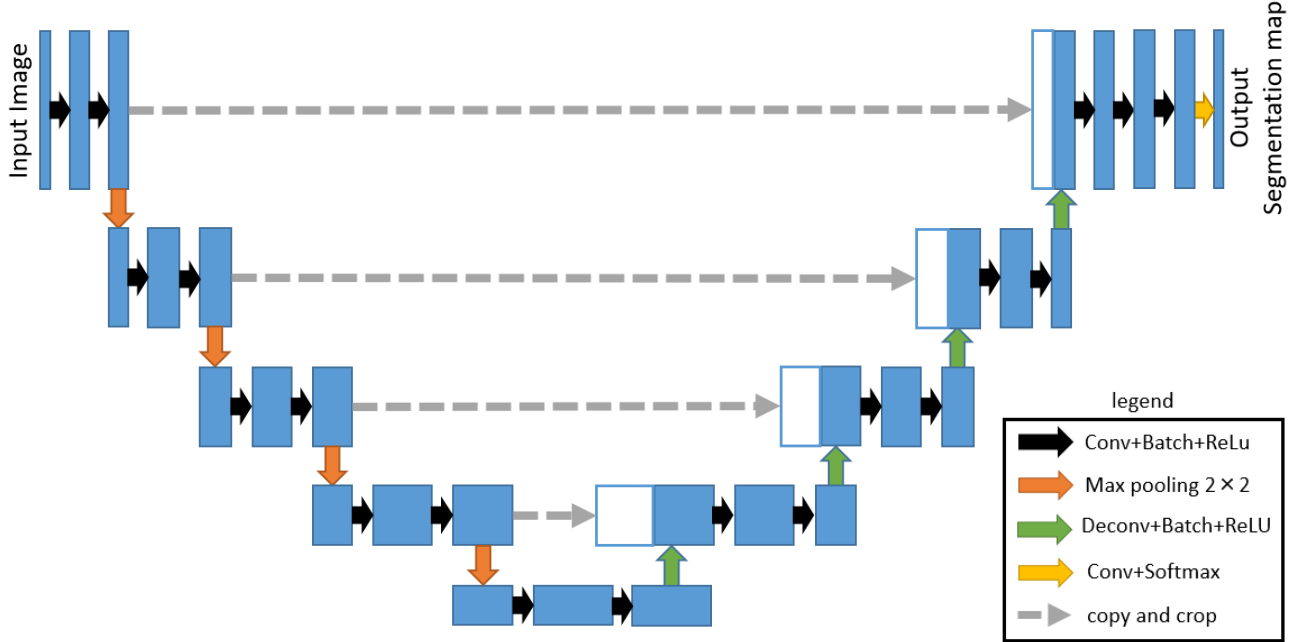 Input Image
Output
Segmentation map
legend
Conv+Batch+ReLu
Max pooling 2×2
Deconv+Batch+ReLU
Conv+Softmax
copy and crop